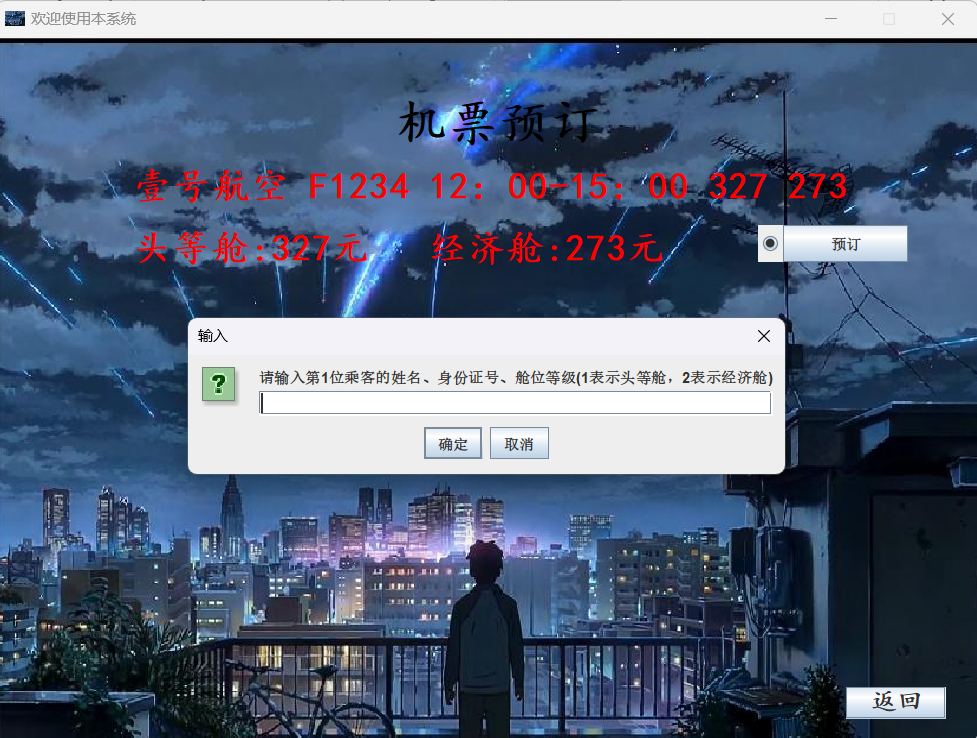 欢迎使用本系统
机票预订
壹号航空 F1234 12：00-15：00 327 273
头等舱:327元 经济舱:273元
预订
输入
请输入第1位乘客的姓名、身份证号、舱位等级(1表示头等舱，2表示经济舱)
确定 取消
返回